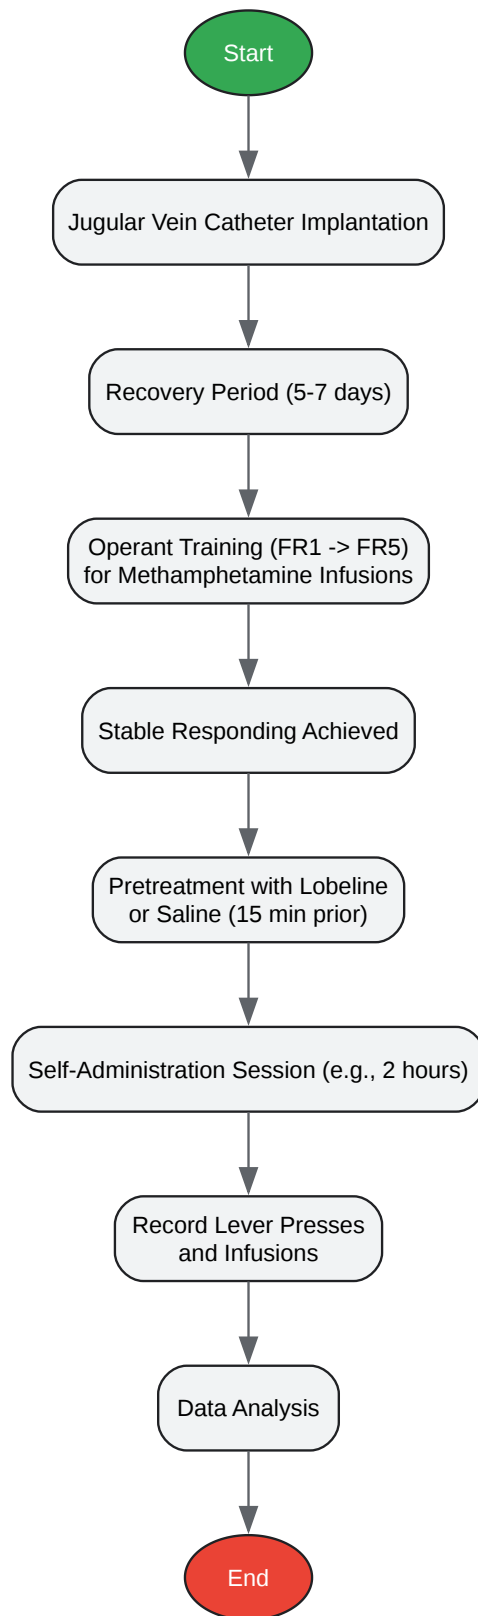 Start
Jugular Vein Catheter Implantation
Recovery Period (5-7 days)
Operant Training (FR1 -> FR5)
for Methamphetamine Infusions
Stable Responding Achieved
Pretreatment with Lobeline
or Saline (15 min prior)
Self-Administration Session (e.g., 2 hours)
Record Lever Presses
and Infusions
Data Analysis
End